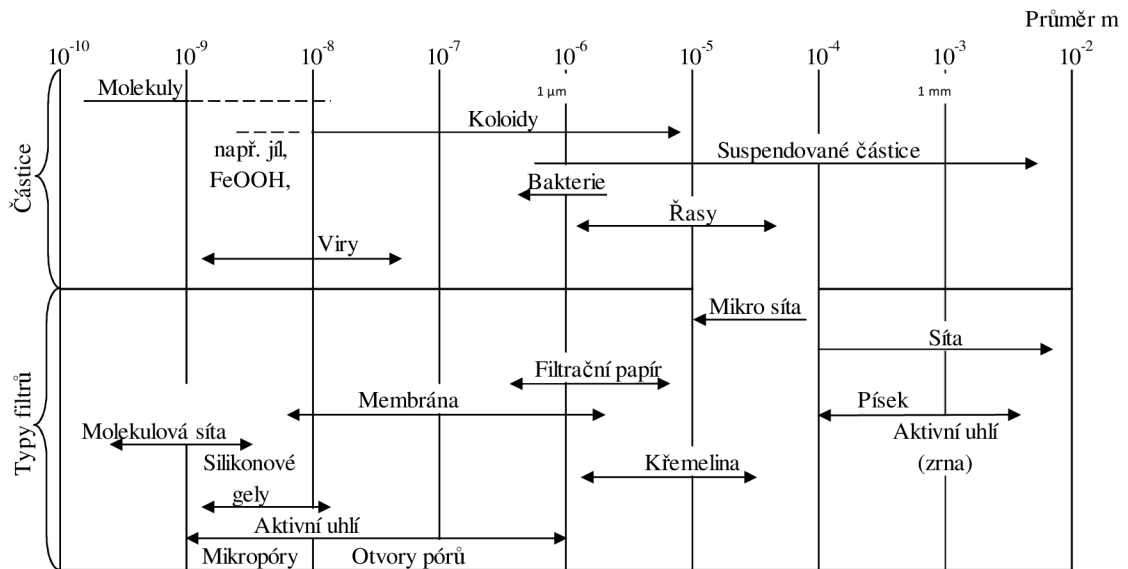 Průměr m
10-10 10-9 10-8 10-7 10-6 10-5 10-4 10-3 10-2
Částice
Molekuly
1 µm
1 mm
Koloidy
např. jíl,
FeOOH,
Suspendované částice
Bakterie
Řasy
Viry
Typy filtrů
Mikro síta
Síta
Filtrační papír
Membrána
Písek
Molekulová síta
Aktivní uhlí
(zrna)
Silikonové
gely
Křemelina
Aktivní uhlí
Mikropóry
Otvory pórů